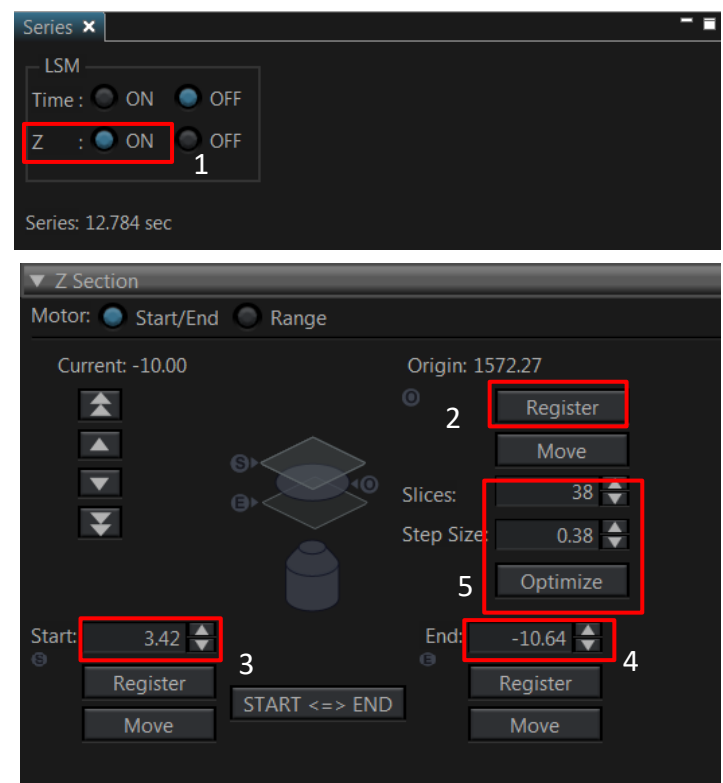 Series ×
LSM
Time : ON OFF
Z : ON OFF
1
Series: 12.784 sec
▼ Z Section
Motor: Start/End Range
Current: -10.00 Origin: 1572.27
O
2 Register
Move
S
O
E
Slices: 38
Step Size: 0.38
5 Optimize
Start: 3.42 End: -10.64
S E
3 4
Register Register
START <=> END
Move Move